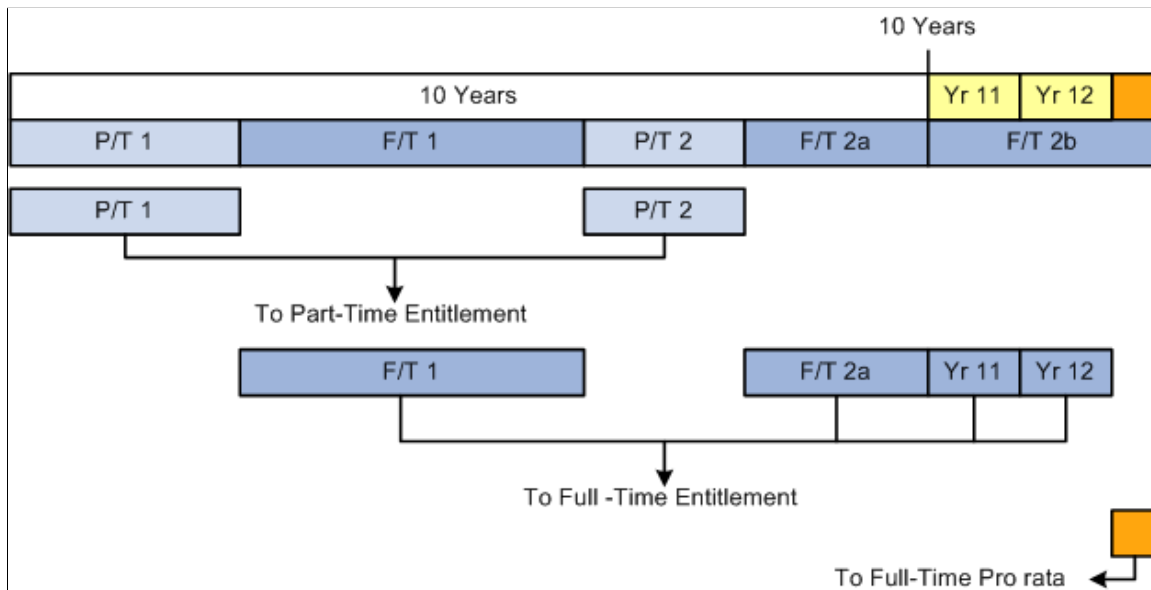 10 Years
10 Years Yr 11 Yr 12
P/T 1 F/T 1 P/T 2 F/T 2a F/T 2b
P/T 1 P/T 2
To Part-Time Entitlement
F/T 1 F/T 2a Yr 11 Yr 12
To Full -Time Entitlement
To Full-Time Pro rata